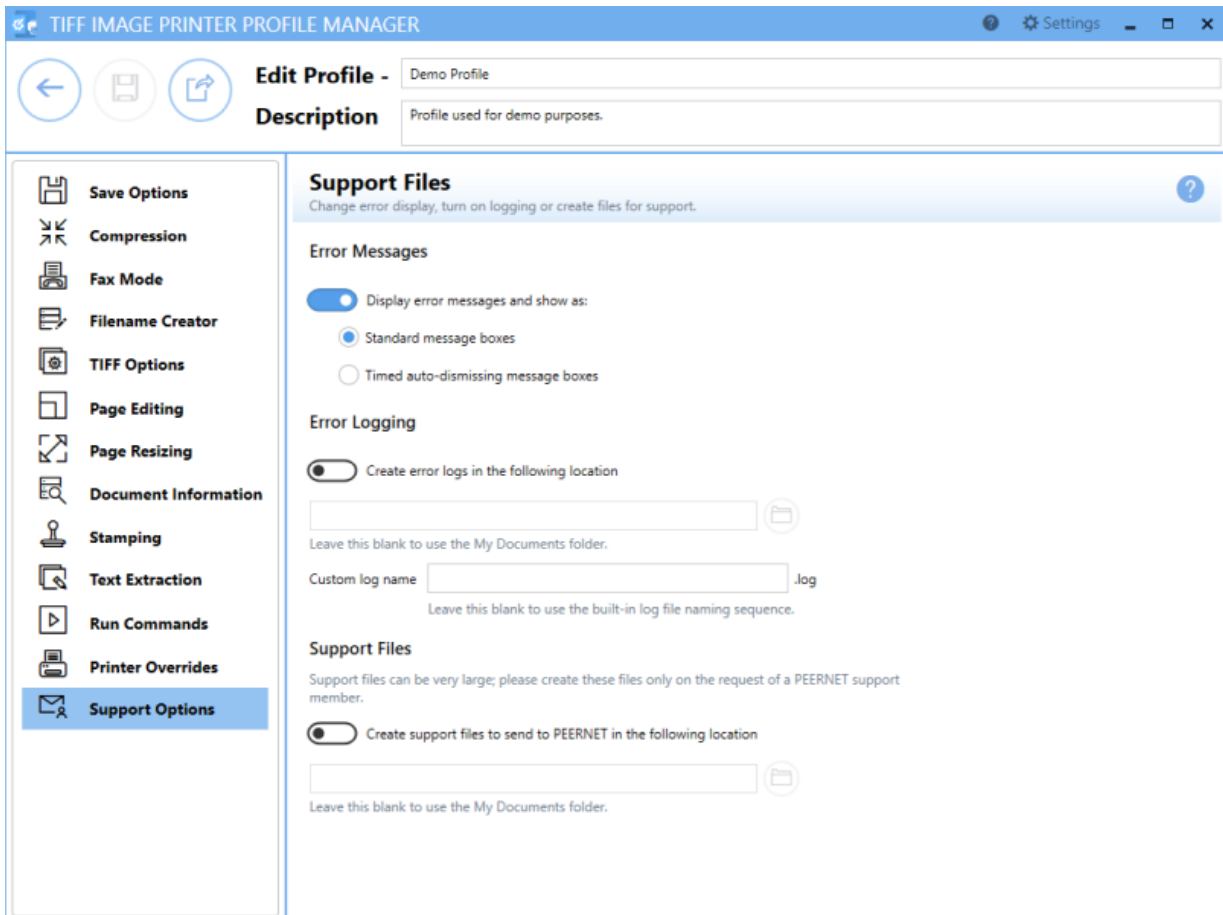 TIFF IMAGE PRINTER PROFILE MANAGER
? Settings
Edit Profile - Demo Profile
Description Profile used for demo purposes.
Save Options
Compression
Fax Mode
Filename Creator
TIFF Options
Page Editing
Page Resizing
Document Information
Stamping
Text Extraction
Run Commands
Printer Overrides
Support Options
Support Files
?
Change error display, turn on logging or create files for support.
Error Messages
Display error messages and show as:
Standard message boxes
Timed auto-dismissing message boxes
Error Logging
Create error logs in the following location
Leave this blank to use the My Documents folder.
Custom log name .log
Leave this blank to use the built-in log file naming sequence.
Support Files
Support files can be very large; please create these files only on the request of a PEERNET support
member.
Create support files to send to PEERNET in the following location
Leave this blank to use the My Documents folder.